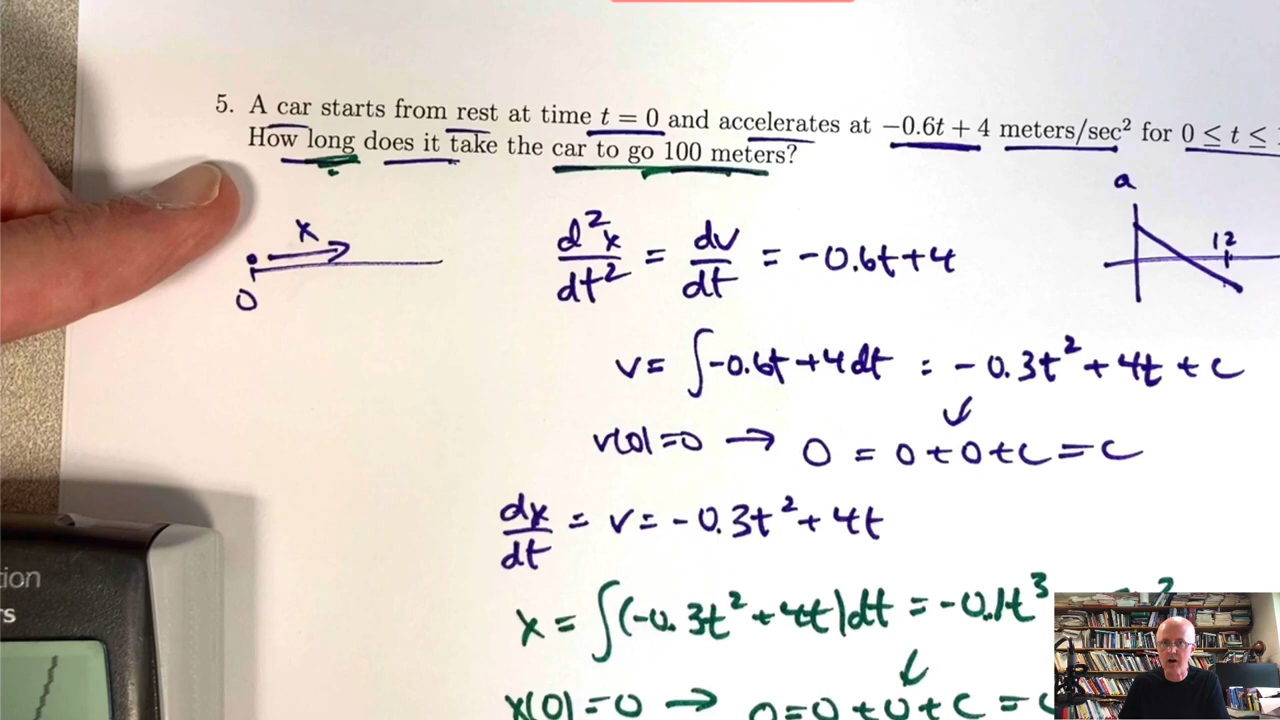 5. A car starts from rest at time t = 0 and accelerates at −0.6t + 4 meters/sec² for 0 ≤ t ≤
How long does it take the car to go 100 meters?
a
x
0
12
d²x/dt² = dv/dt = -0.6t+4
v = ∫-0.6t+4dt = -0.3t²+4t+c
v(0)=0 → 0 = 0+0+c=c
dx/dt = v = -0.3t²+4t
x = ∫(-0.3t²+4t)dt = -0.1t³
x(0)=0 → 0=0+0+c=c
ion
s